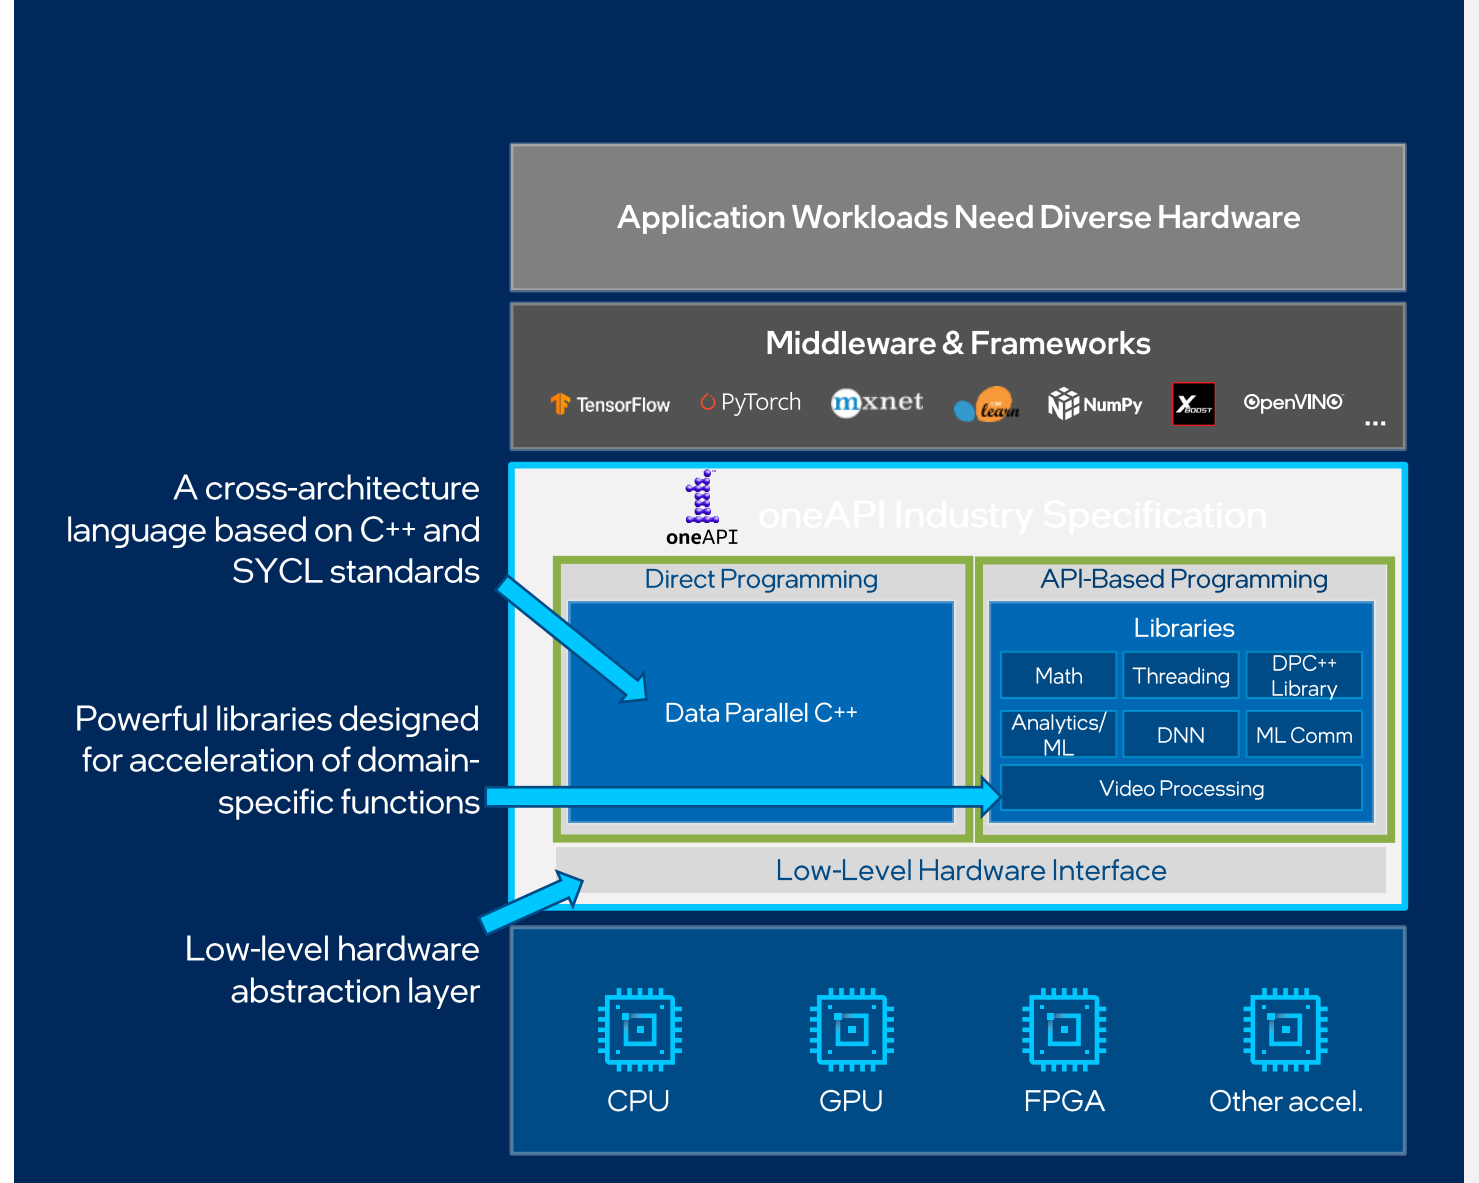 Application Workloads Need Diverse Hardware
Middleware & Frameworks
TensorFlow
PyTorch
mxnet
learn
NumPy
XBOOST
OpenVINO
...
A cross-architecture
language based on C++ and
SYCL standards
oneAPI
oneAPI Industry Specification
Direct Programming
Data Parallel C++
API-Based Programming
Libraries
Math
Threading
DPC++
Library
Analytics/
ML
DNN
ML Comm
Video Processing
Powerful libraries designed
for acceleration of domain-
specific functions
Low-Level Hardware Interface
Low-level hardware
abstraction layer
CPU
GPU
FPGA
Other accel.